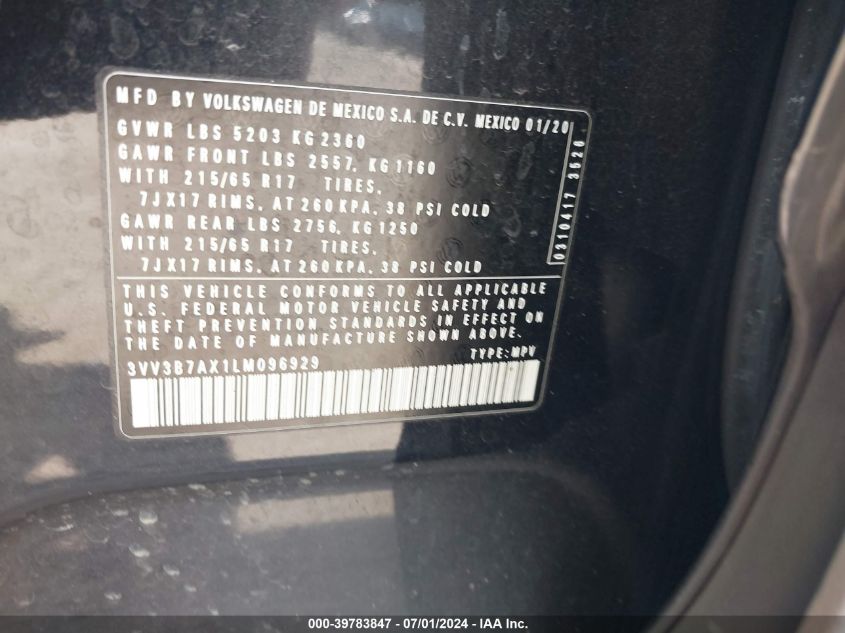 MFD BY VOLKSWAGEN DE MEXICO S.A. DE C.V. MEXICO 01/20
GVWR LBS 5203 KG 2360
GAWR FRONT LBS 2557, KG 1160
WITH 215/65 R17 TIRES,
7JX17 RIMS, AT 260 KPA, 38 PSI COLD
GAWR REAR LBS 2756, KG 1250
WITH 215/65 R17 TIRES,
7JX17 RIMS, AT 260 KPA, 38 PSI COLD
0310417 3526
THIS VEHICLE CONFORMS TO ALL APPLICABLE
U.S. FEDERAL MOTOR VEHICLE SAFETY AND
THEFT PREVENTION STANDARDS IN EFFECT ON
THE DATE OF MANUFACTURE SHOWN ABOVE.
3VV3B7AX1LM096929 TYPE:MPV
000-39783847 - 07/01/2024 - IAA Inc.